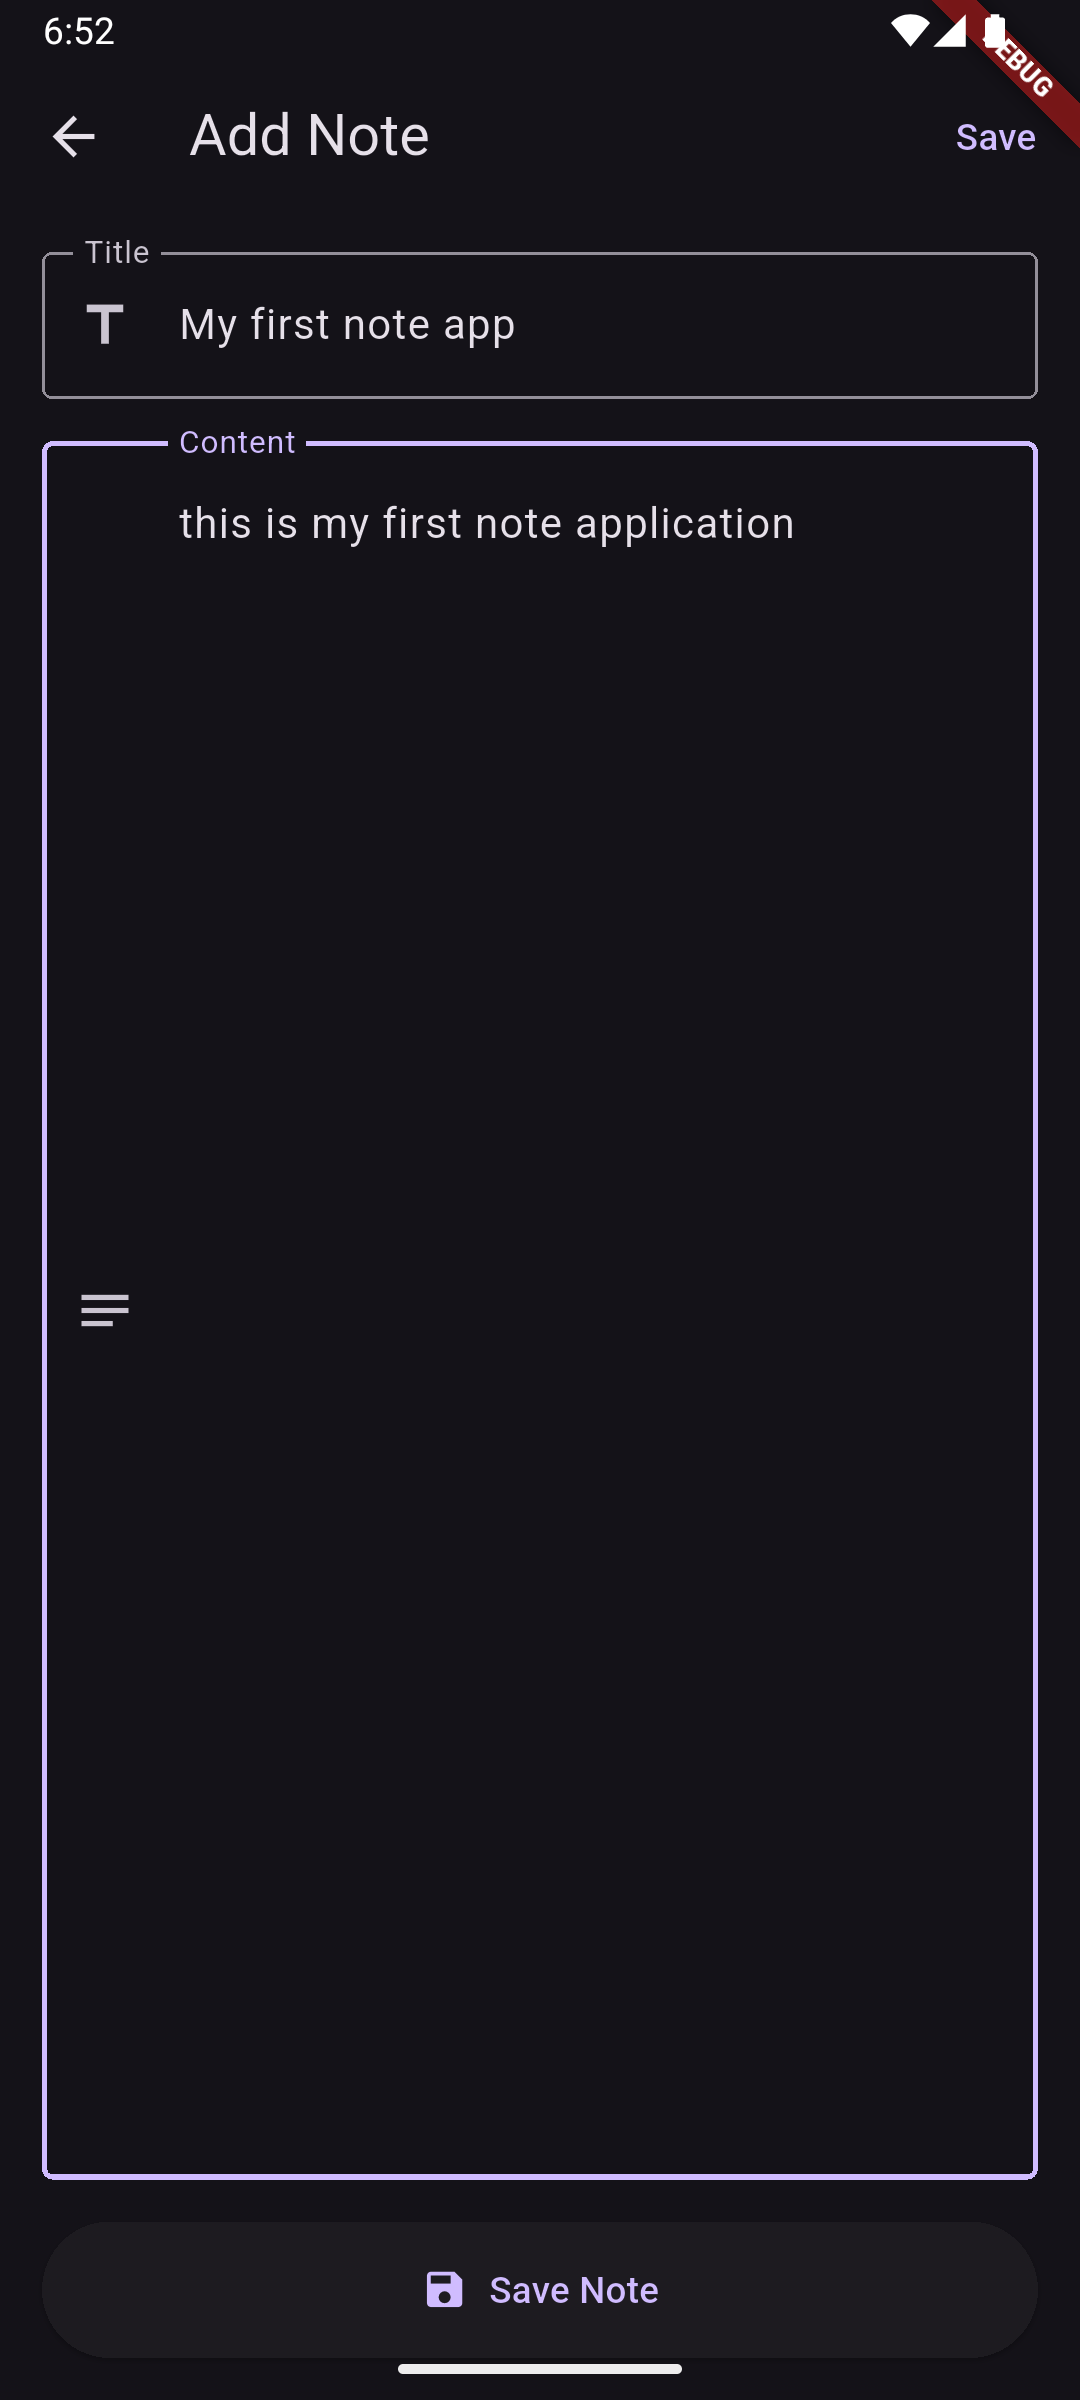 6:52
EBUG
Add Note
Save
Title
My first note app
Content
this is my first note application
Save Note